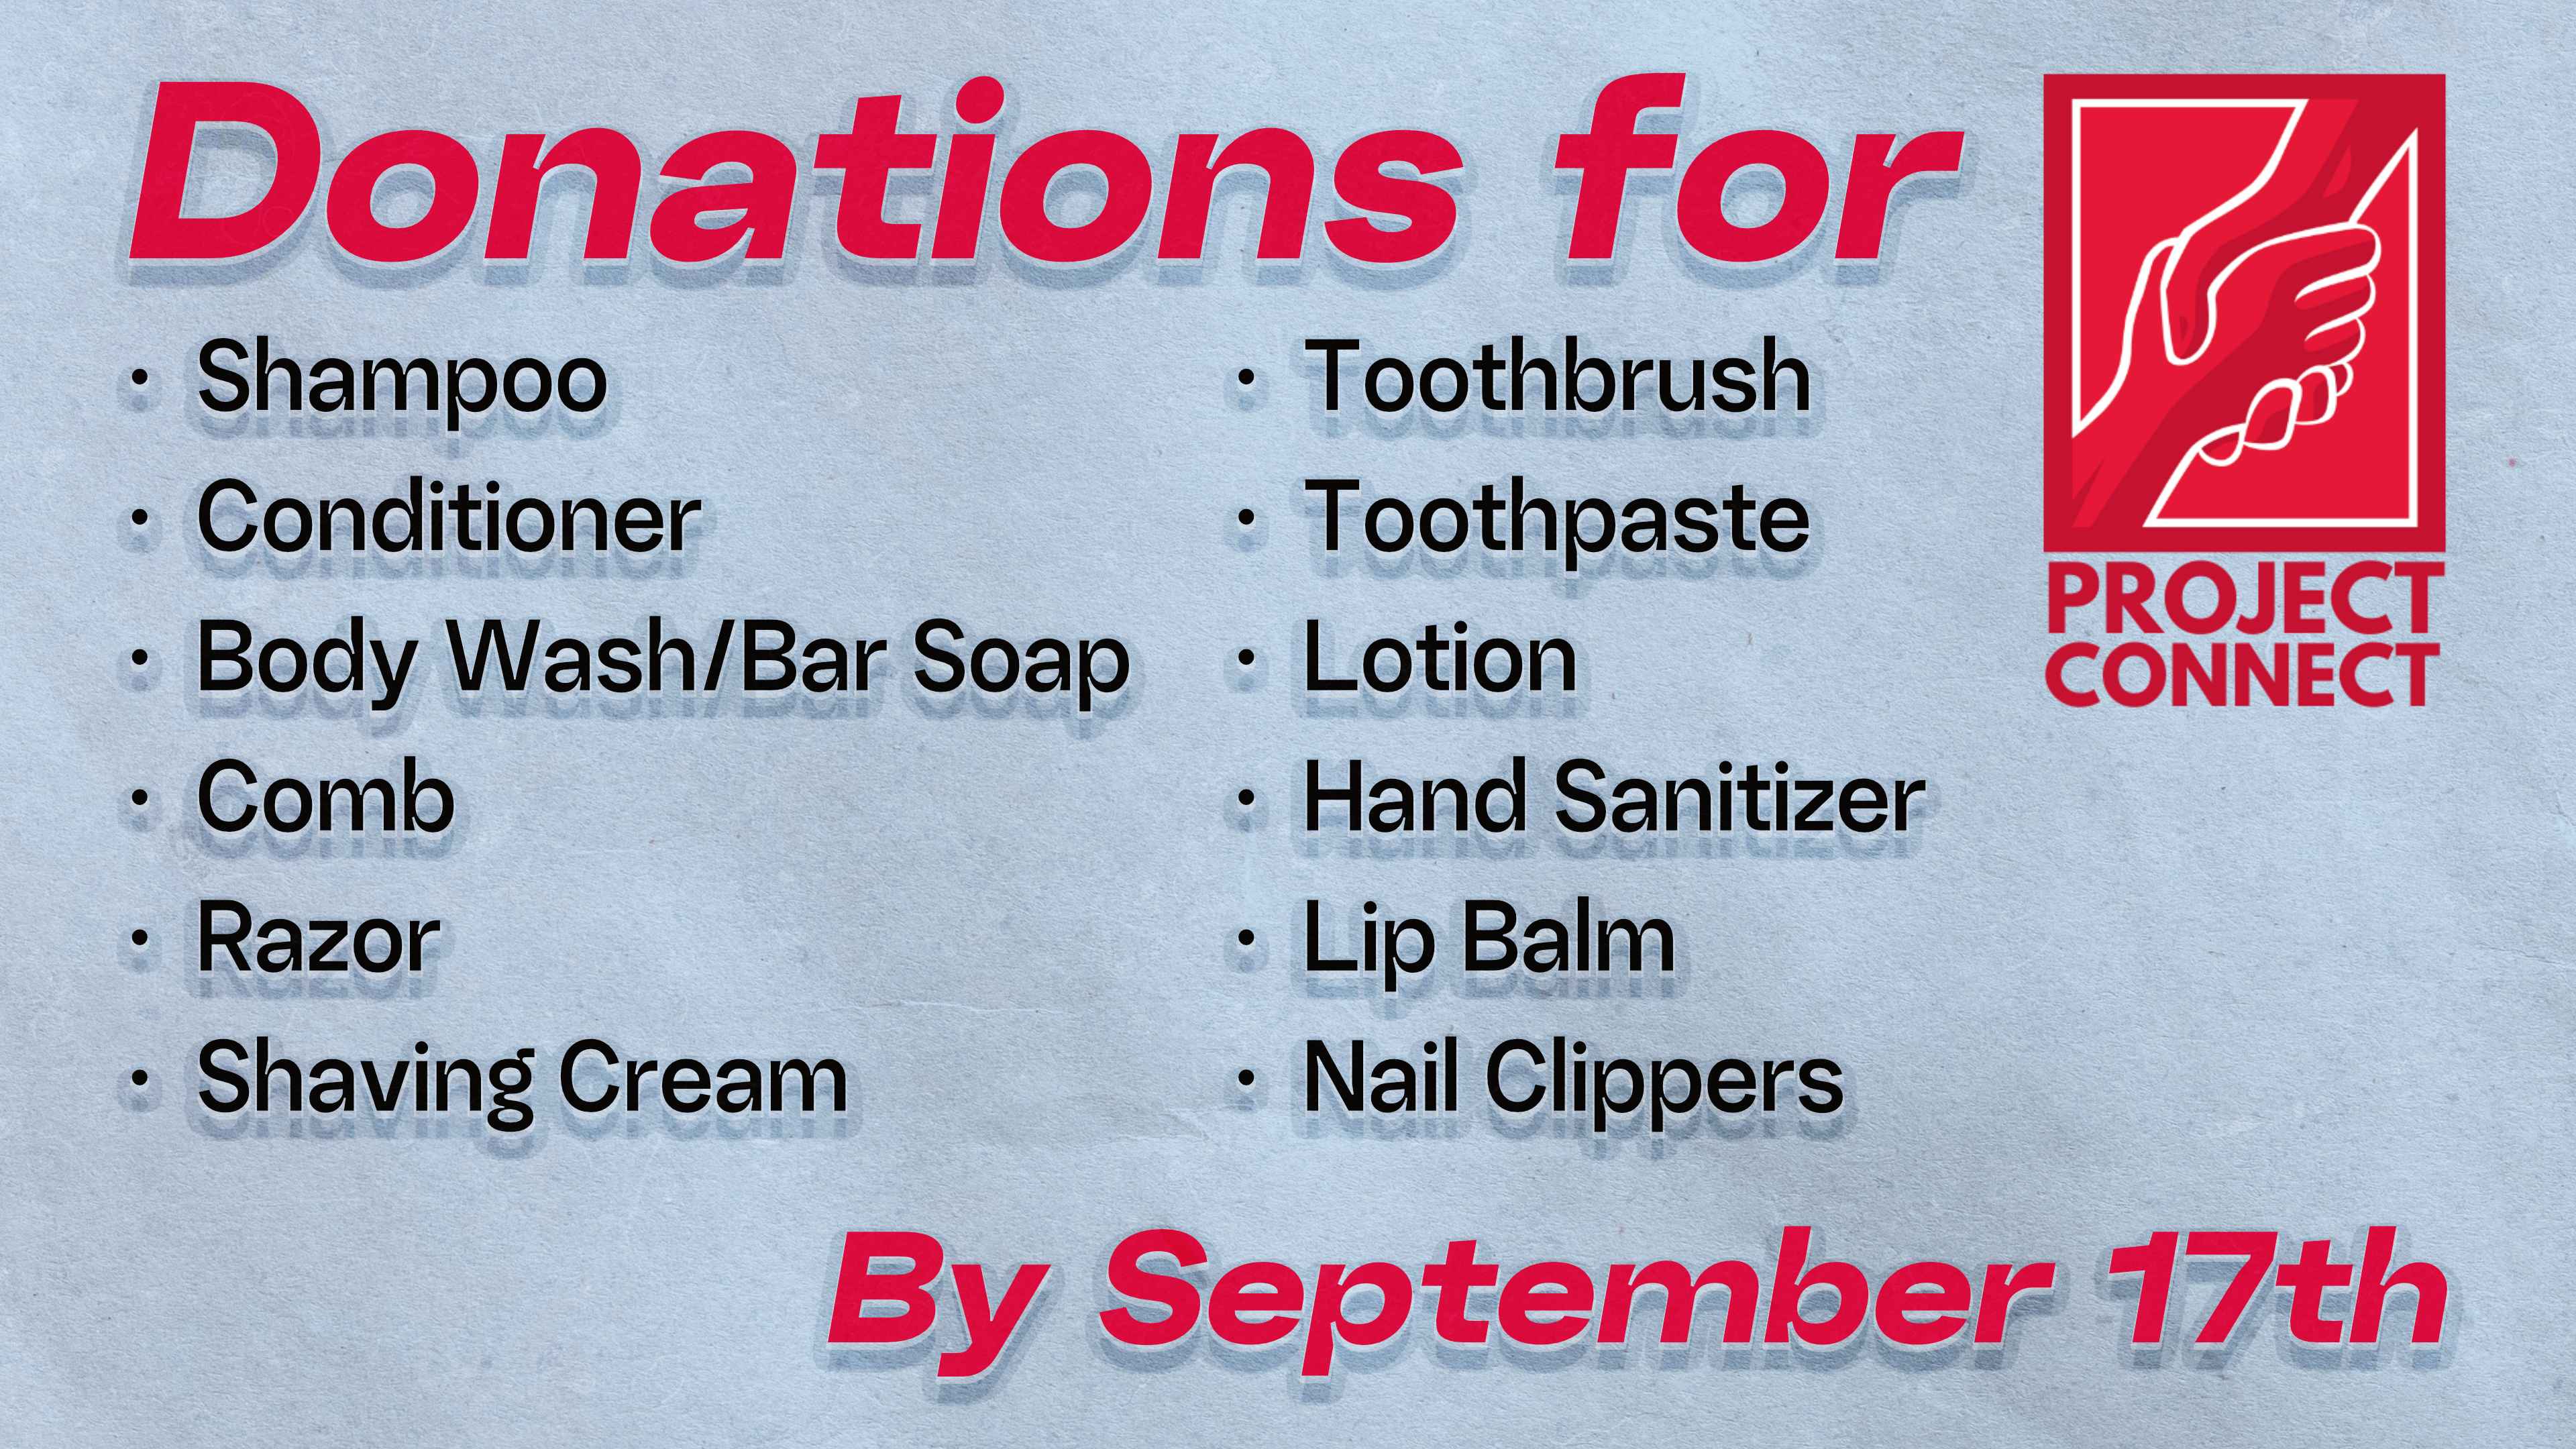 Donations for
PROJECT
CONNECT
• Shampoo
• Conditioner
• Body Wash/Bar Soap
• Comb
• Razor
• Shaving Cream
• Toothbrush
• Toothpaste
• Lotion
• Hand Sanitizer
• Lip Balm
• Nail Clippers
By September 17th